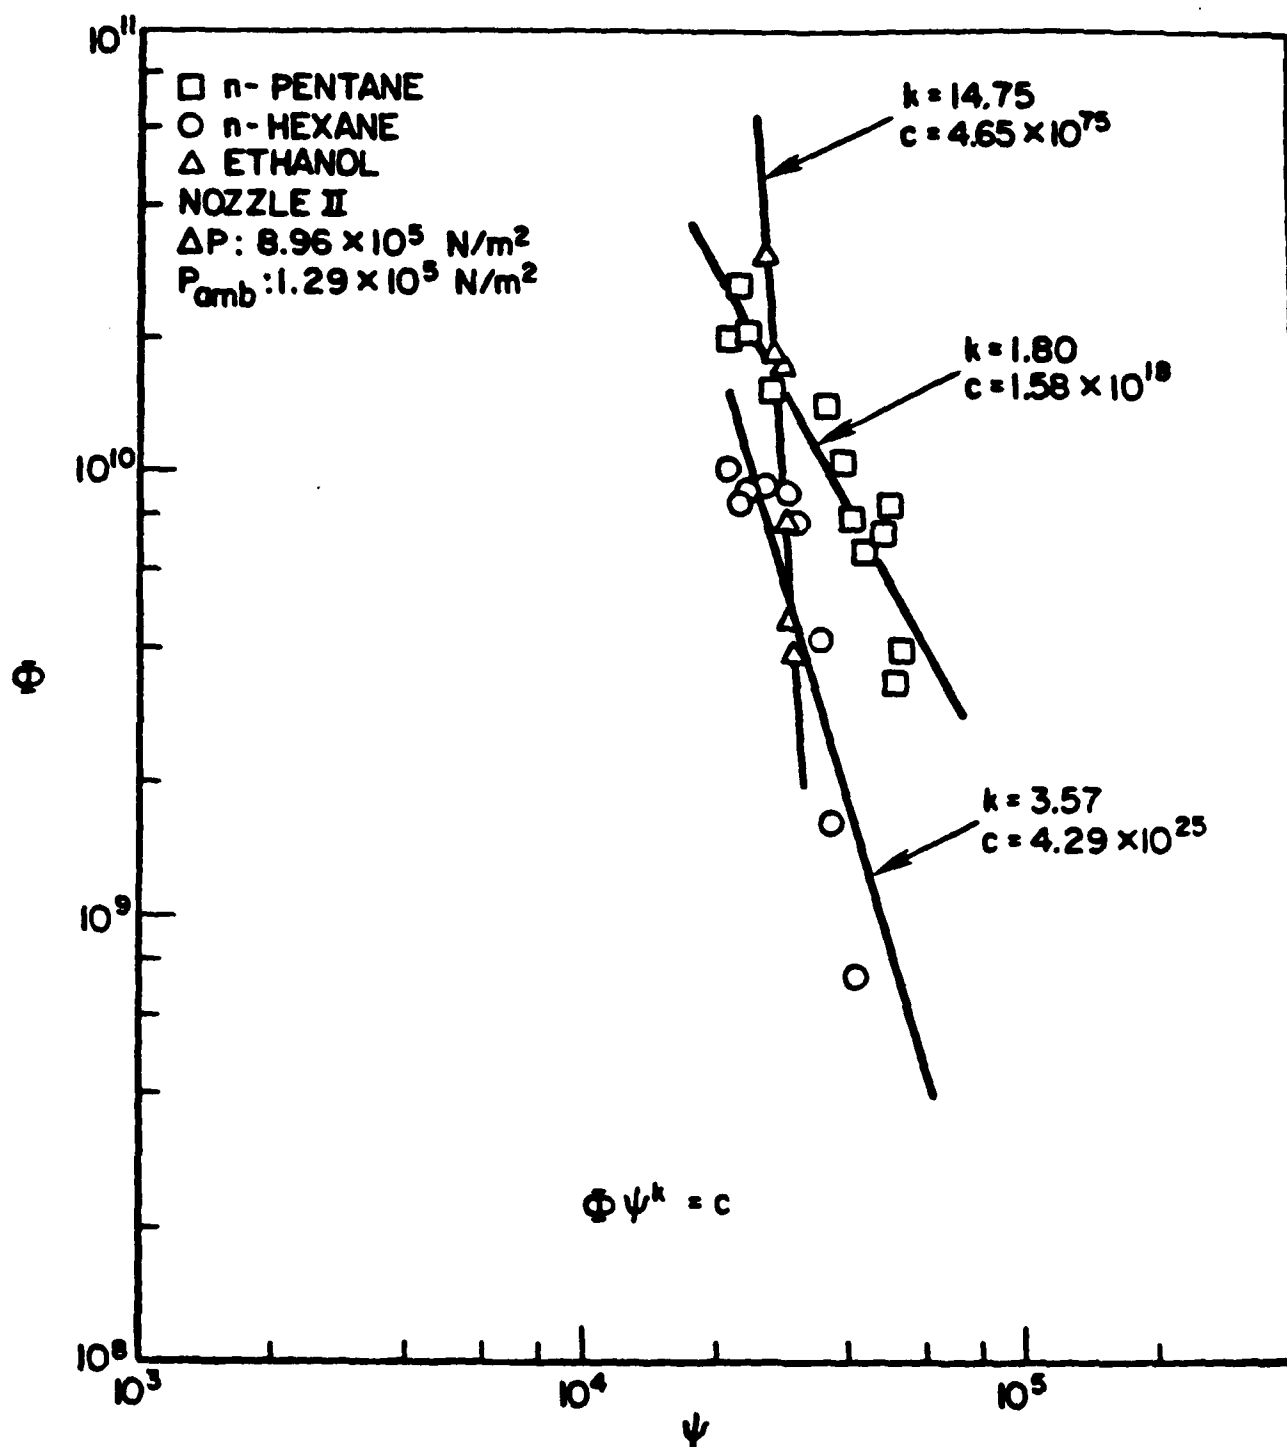 10¹¹
□ n-PENTANE
○ n-HEXANE
△ ETHANOL
NOZZLE II
ΔP: 8.96 × 10⁵ N/m²
P_amb: 1.29 × 10⁵ N/m²
k = 14.75
c = 4.65 × 10⁷⁵
k = 1.80
c = 1.58 × 10¹⁸
10¹⁰
Φ
k = 3.57
c = 4.29 × 10²⁵
10⁹
Φ ψᵏ = c
10⁸
10³ 10⁴ 10⁵
ψ